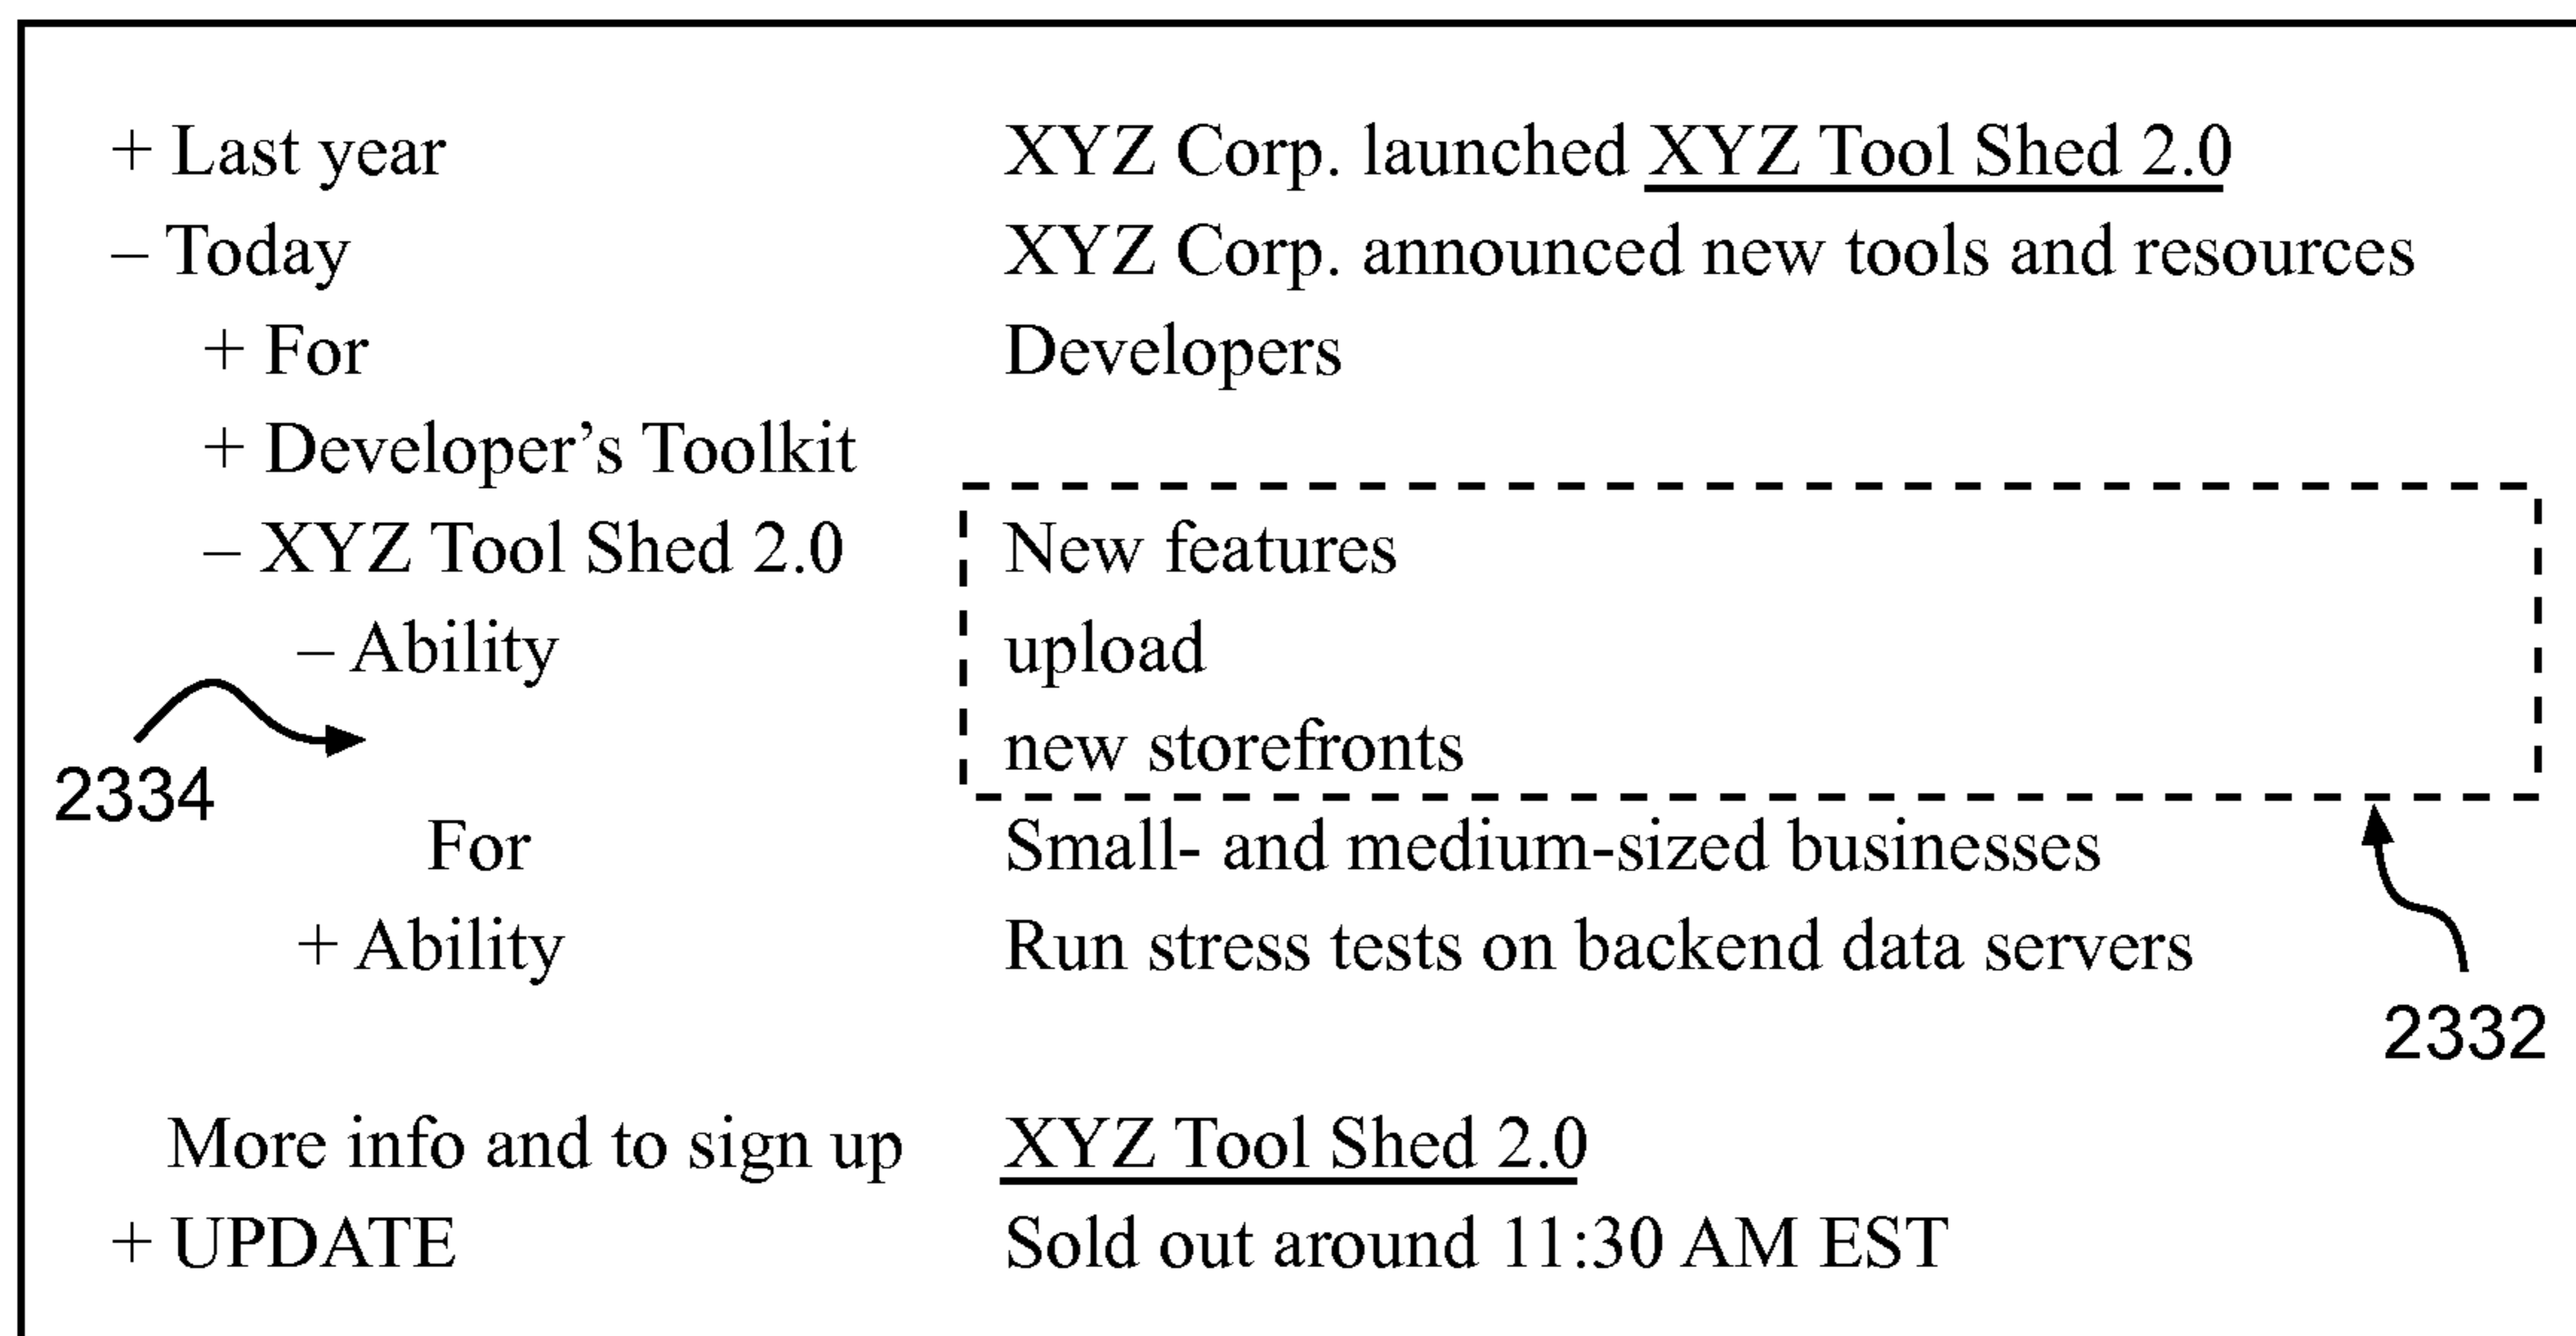 + Last year XYZ Corp. launched XYZ Tool Shed 2.0
– Today XYZ Corp. announced new tools and resources
+ For Developers
+ Developer’s Toolkit
– XYZ Tool Shed 2.0 New features
– Ability upload
new storefronts
2334
For Small- and medium-sized businesses
+ Ability Run stress tests on backend data servers
2332
More info and to sign up XYZ Tool Shed 2.0
+ UPDATE Sold out around 11:30 AM EST